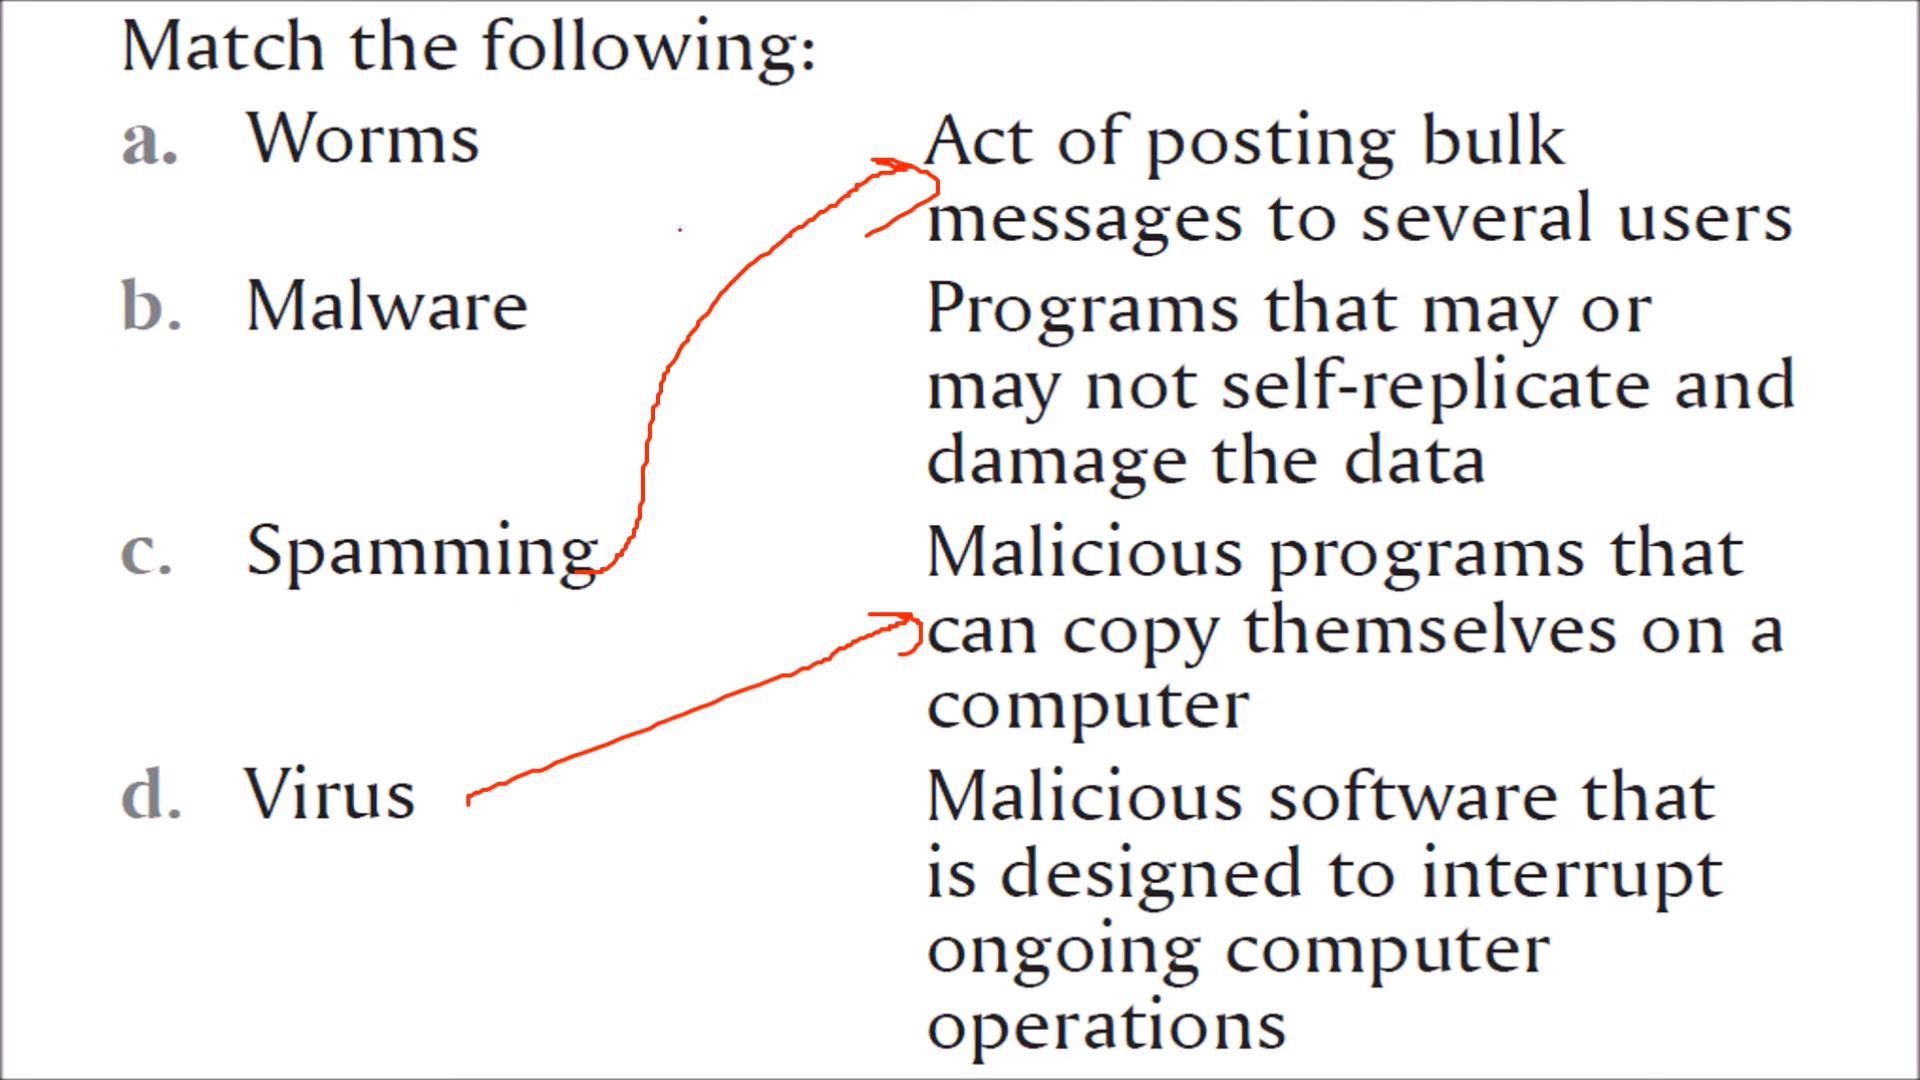 Match the following:
a. Worms
Act of posting bulk
messages to several users
b. Malware
Programs that may or
may not self-replicate and
damage the data
c. Spamming
Malicious programs that
can copy themselves on a
computer
d. Virus
Malicious software that
is designed to interrupt
ongoing computer
operations